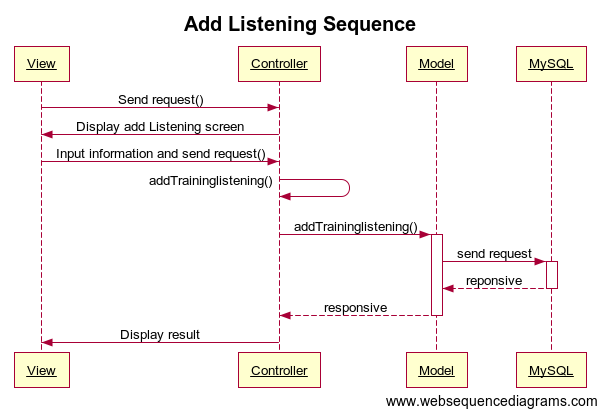 Add Listening Sequence
View Controller Model MySQL
Send request()
Display add Listening screen
Input information and send request()
addTraininglistening()
addTraininglistening()
send request
reponsive
responsive
Display result
View Controller Model MySQL
www.websequencediagrams.com